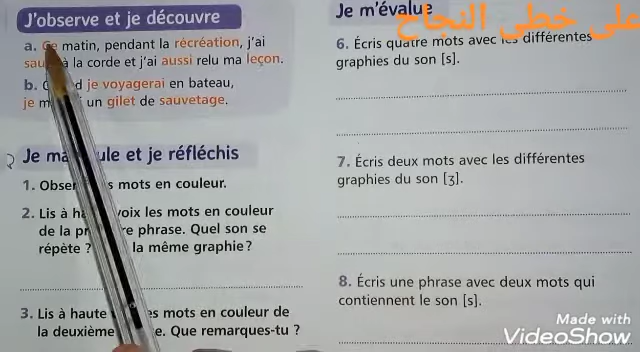 J'observe et je découvre
a. Ce matin, pendant la récréation, j'ai
à la corde et j'ai aussi relu ma leçon.
b. je voyagerai en bateau,
je un gilet de sauvetage.
Je et je réfléchis
1. mots en couleur.
2. Lis à voix les mots en couleur
de la phrase. Quel son se
répète ? la même graphie ?
3. Lis à haute mots en couleur de
la deuxième Que remarques-tu ?
Je m'évalue
على خطى النجاح
6. Écris quatre mots avec les différentes
graphies du son [s].
7. Écris deux mots avec les différentes
graphies du son [ʒ].
8. Écris une phrase avec deux mots qui
contiennent le son [s].
Made with
VideoShow